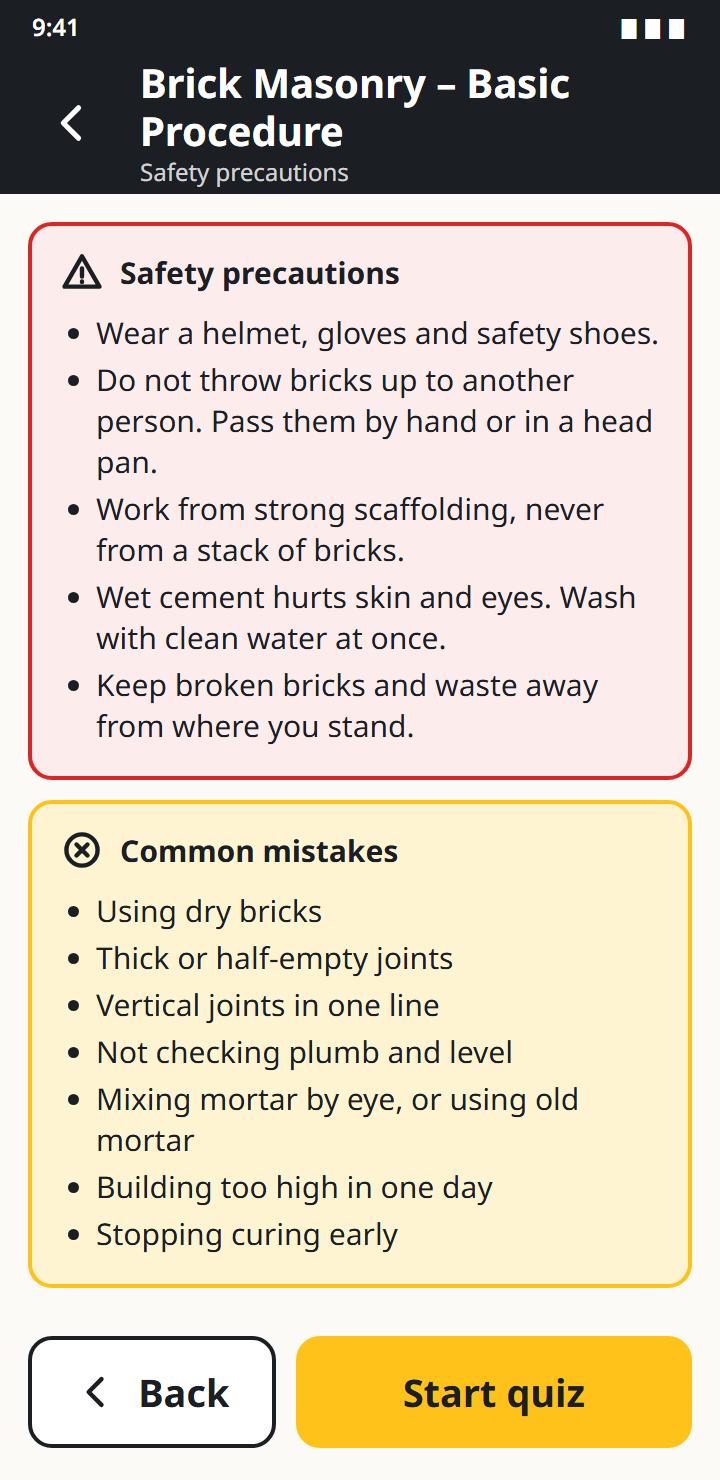 9:41
Brick Masonry – Basic
Procedure
Safety precautions
Safety precautions
• Wear a helmet, gloves and safety shoes.
• Do not throw bricks up to another
person. Pass them by hand or in a head
pan.
• Work from strong scaffolding, never
from a stack of bricks.
• Wet cement hurts skin and eyes. Wash
with clean water at once.
• Keep broken bricks and waste away
from where you stand.
Common mistakes
• Using dry bricks
• Thick or half-empty joints
• Vertical joints in one line
• Not checking plumb and level
• Mixing mortar by eye, or using old
mortar
• Building too high in one day
• Stopping curing early
Back
Start quiz